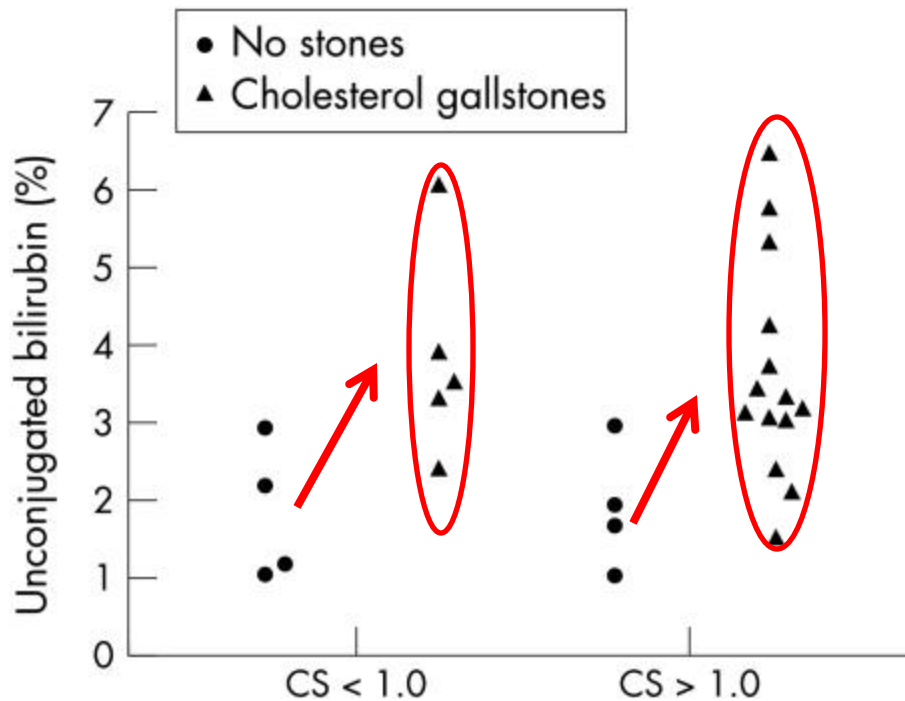 No stones
Cholesterol gallstones
Unconjugated bilirubin (%)
7
6
5
4
3
2
1
0
CS < 1.0
CS > 1.0